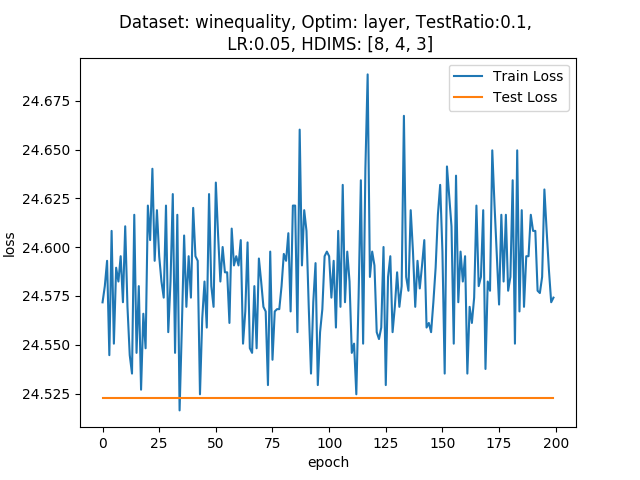 Dataset: winequality, Optim: layer, TestRatio:0.1,
LR:0.05, HDIMS: [8, 4, 3]
Train Loss
Test Loss
24.675
24.650
24.625
24.600
24.575
24.550
24.525
loss
0 25 50 75 100 125 150 175 200
epoch